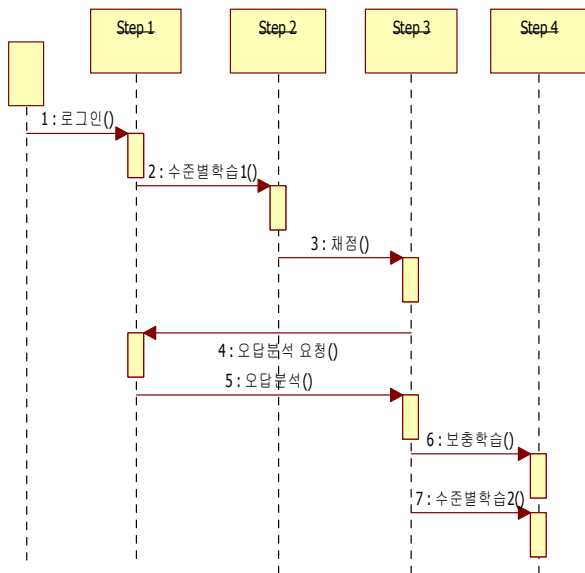 Step 1
Step 2
Step 3
Step 4
1 : 로그인()
2 : 수준별학습1()
3 : 채점()
4 : 오답분석 요청()
5 : 오답분석()
6 : 보충학습()
7 : 수준별학습2()